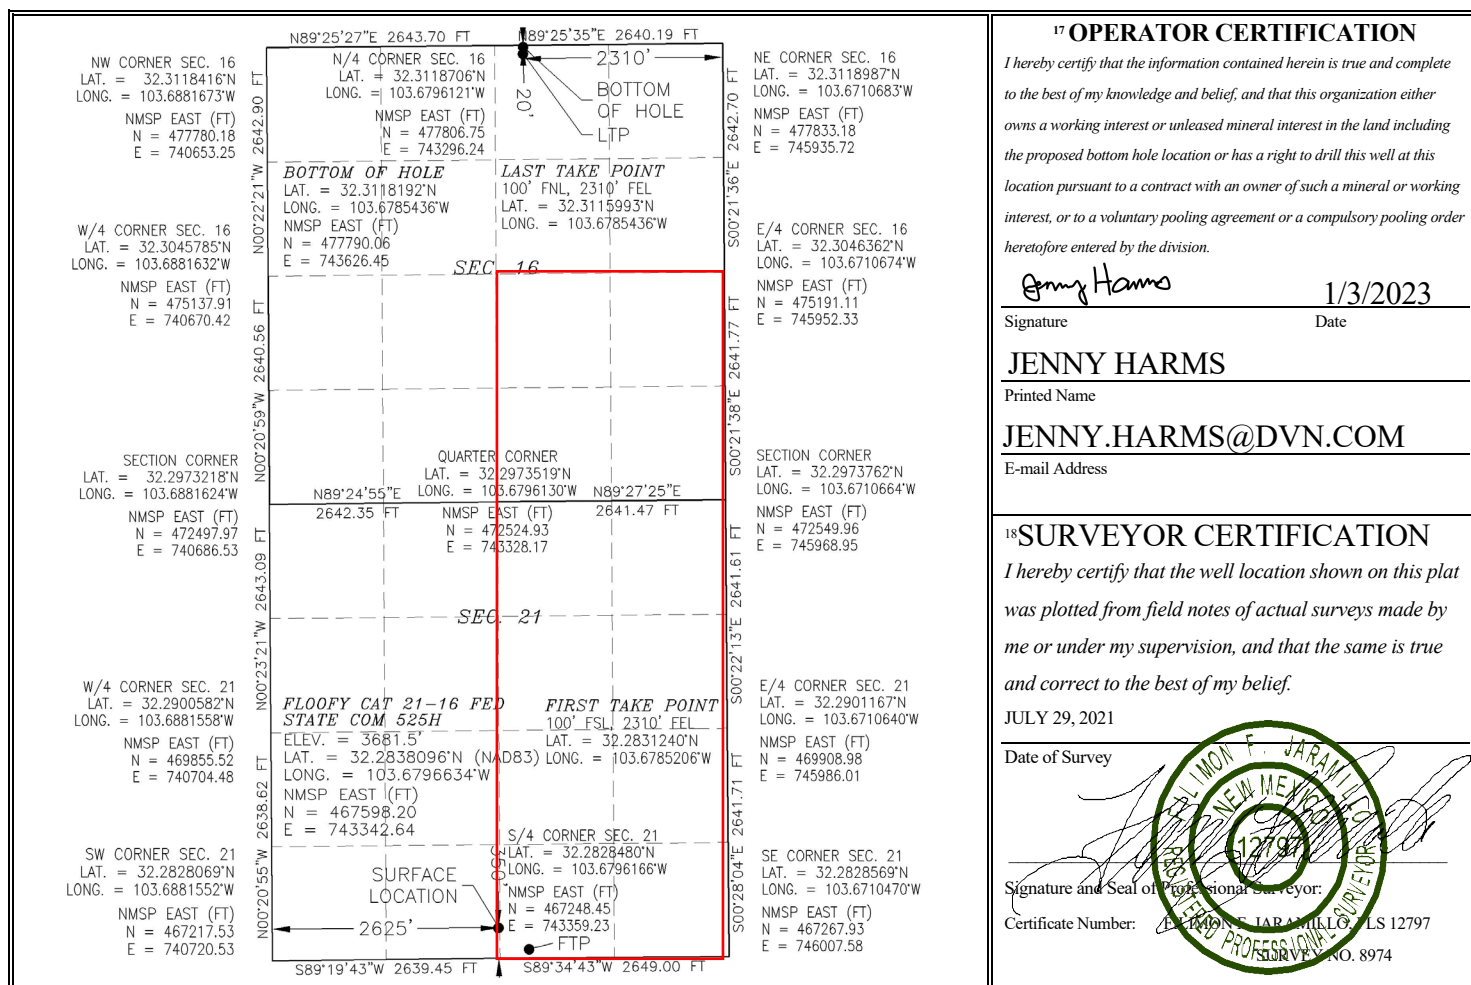 N89°25'27"E 2643.70 FT
N89°25'35"E 2640.19 FT
NW CORNER SEC. 16
LAT. = 32.3118416°N
LONG. = 103.6881673°W
NMSP EAST (FT)
N = 477780.18
E = 740653.25
N/4 CORNER SEC. 16
LAT. = 32.3118706°N
LONG. = 103.6796121°W
NMSP EAST (FT)
N = 477806.75
E = 743296.24
2310'
20'
BOTTOM
OF HOLE
LTP
NE CORNER SEC. 16
LAT. = 32.3118987°N
LONG. = 103.6710683°W
NMSP EAST (FT)
N = 477833.18
E = 745935.72
N00°22'21"W 2642.90 FT
S00°21'36"E 2642.70 FT
BOTTOM OF HOLE
LAT. = 32.3118192°N
LONG. = 103.6785436°W
NMSP EAST (FT)
N = 477790.06
E = 743626.45
LAST TAKE POINT
100' FNL, 2310' FEL
LAT. = 32.3115993°N
LONG. = 103.6785436°W
W/4 CORNER SEC. 16
LAT. = 32.3045785°N
LONG. = 103.6881632°W
NMSP EAST (FT)
N = 475137.91
E = 740670.42
SEC. 16
E/4 CORNER SEC. 16
LAT. = 32.3046362°N
LONG. = 103.6710674°W
NMSP EAST (FT)
N = 475191.11
E = 745952.33
N00°20'59"W 2640.56 FT
S00°21'38"E 2641.77 FT
SECTION CORNER
LAT. = 32.2973218°N
LONG. = 103.6881624°W
NMSP EAST (FT)
N = 472497.97
E = 740686.53
QUARTER CORNER
LAT. = 32.2973519°N
LONG. = 103.6796130°W
NMSP EAST (FT)
N = 472524.93
E = 743328.17
N89°24'55"E
2642.35 FT
N89°27'25"E
2641.47 FT
SECTION CORNER
LAT. = 32.2973762°N
LONG. = 103.6710664°W
NMSP EAST (FT)
N = 472549.96
E = 745968.95
N00°23'21"W 2643.09 FT
S00°22'13"E 2641.61 FT
SEC. 21
W/4 CORNER SEC. 21
LAT. = 32.2900582°N
LONG. = 103.6881558°W
NMSP EAST (FT)
N = 469855.52
E = 740704.48
FLOOFY CAT 21-16 FED
STATE COM 525H
ELEV. = 3681.5'
LAT. = 32.2838096°N (NAD83)
LONG. = 103.6796634°W
NMSP EAST (FT)
N = 467598.20
E = 743342.64
FIRST TAKE POINT
100' FSL, 2310' FEL
LAT. = 32.2831240°N
LONG. = 103.6785206°W
E/4 CORNER SEC. 21
LAT. = 32.2901167°N
LONG. = 103.6710640°W
NMSP EAST (FT)
N = 469908.98
E = 745986.01
N00°20'55"W 2638.62 FT
S00°28'04"E 2641.71 FT
SW CORNER SEC. 21
LAT. = 32.2828069°N
LONG. = 103.6881552°W
NMSP EAST (FT)
N = 467217.53
E = 740720.53
SURFACE
LOCATION
2625'
350'
S/4 CORNER SEC. 21
LAT. = 32.2828480°N
LONG. = 103.6796166°W
NMSP EAST (FT)
N = 467248.45
E = 743359.23
FTP
SE CORNER SEC. 21
LAT. = 32.2828569°N
LONG. = 103.6710470°W
NMSP EAST (FT)
N = 467267.93
E = 746007.58
S89°19'43"W 2639.45 FT
S89°34'43"W 2649.00 FT
17 OPERATOR CERTIFICATION
I hereby certify that the information contained herein is true and complete
to the best of my knowledge and belief, and that this organization either
owns a working interest or unleased mineral interest in the land including
the proposed bottom hole location or has a right to drill this well at this
location pursuant to a contract with an owner of such a mineral or working
interest, or to a voluntary pooling agreement or a compulsory pooling order
heretofore entered by the division.
Jenny Harms
1/3/2023
Signature Date
JENNY HARMS
Printed Name
JENNY.HARMS@DVN.COM
E-mail Address
18 SURVEYOR CERTIFICATION
I hereby certify that the well location shown on this plat
was plotted from field notes of actual surveys made by
me or under my supervision, and that the same is true
and correct to the best of my belief.
JULY 29, 2021
Date of Survey
FILIMON F. JARAMILLO
NEW MEXICO
12797
REGISTERED PROFESSIONAL SURVEYOR
Signature and Seal of Professional Surveyor:
Certificate Number: FILIMON F. JARAMILLO, PLS 12797
SURVEY NO. 8974